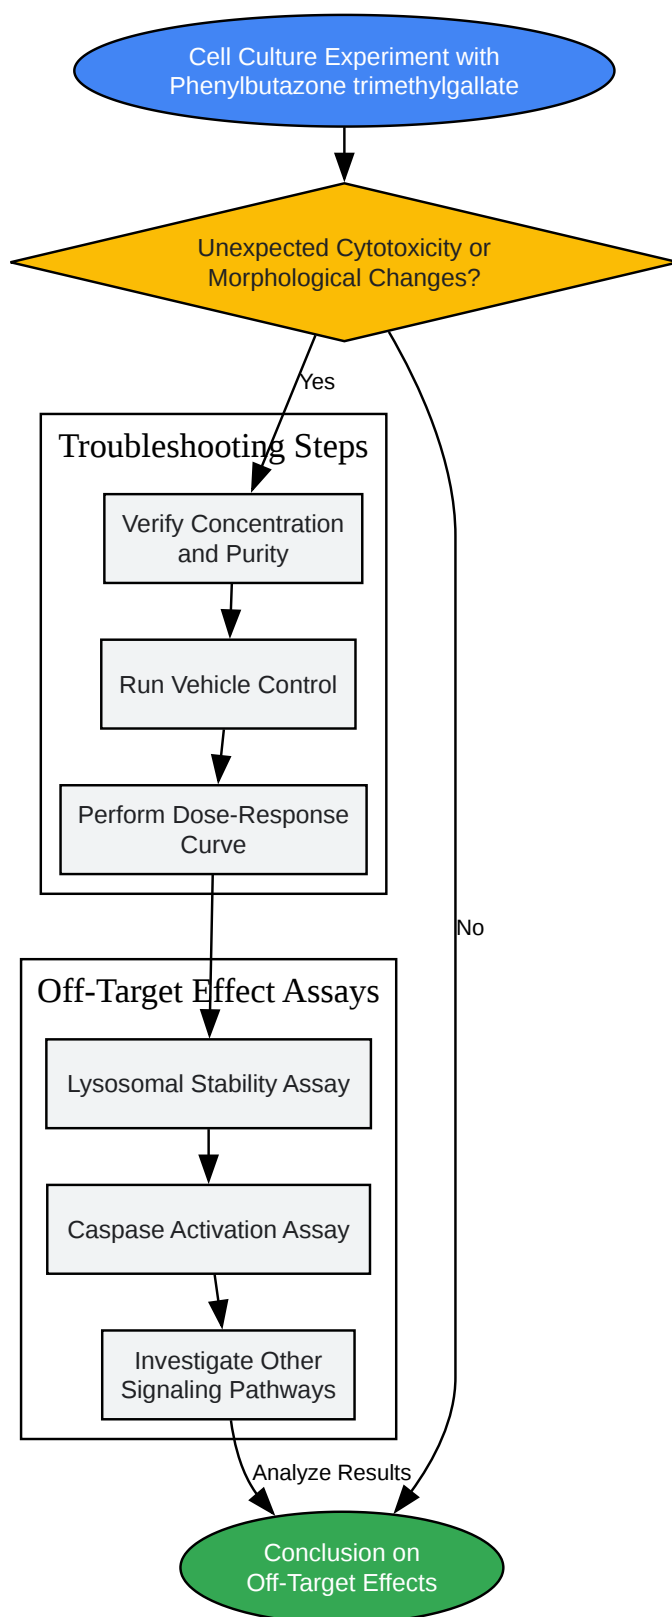 Cell Culture Experiment with
Phenylbutazone trimethylgallate
Unexpected Cytotoxicity or
Morphological Changes?
Yes
Troubleshooting Steps
Verify Concentration
and Purity
Run Vehicle Control
Perform Dose-Response
Curve
No
Off-Target Effect Assays
Lysosomal Stability Assay
Caspase Activation Assay
Investigate Other
Signaling Pathways
Analyze Results
Conclusion on
Off-Target Effects